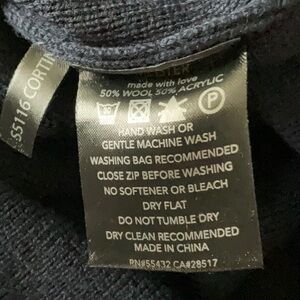 made with love
50% WOOL 50% ACRYLIC
P
HAND WASH OR
GENTLE MACHINE WASH
WASHING BAG RECOMMENDED
CLOSE ZIP BEFORE WASHING
NO SOFTENER OR BLEACH
DRY FLAT
DO NOT TUMBLE DRY
DRY CLEAN RECOMMENDED
MADE IN CHINA
RN#55432 CA#28517